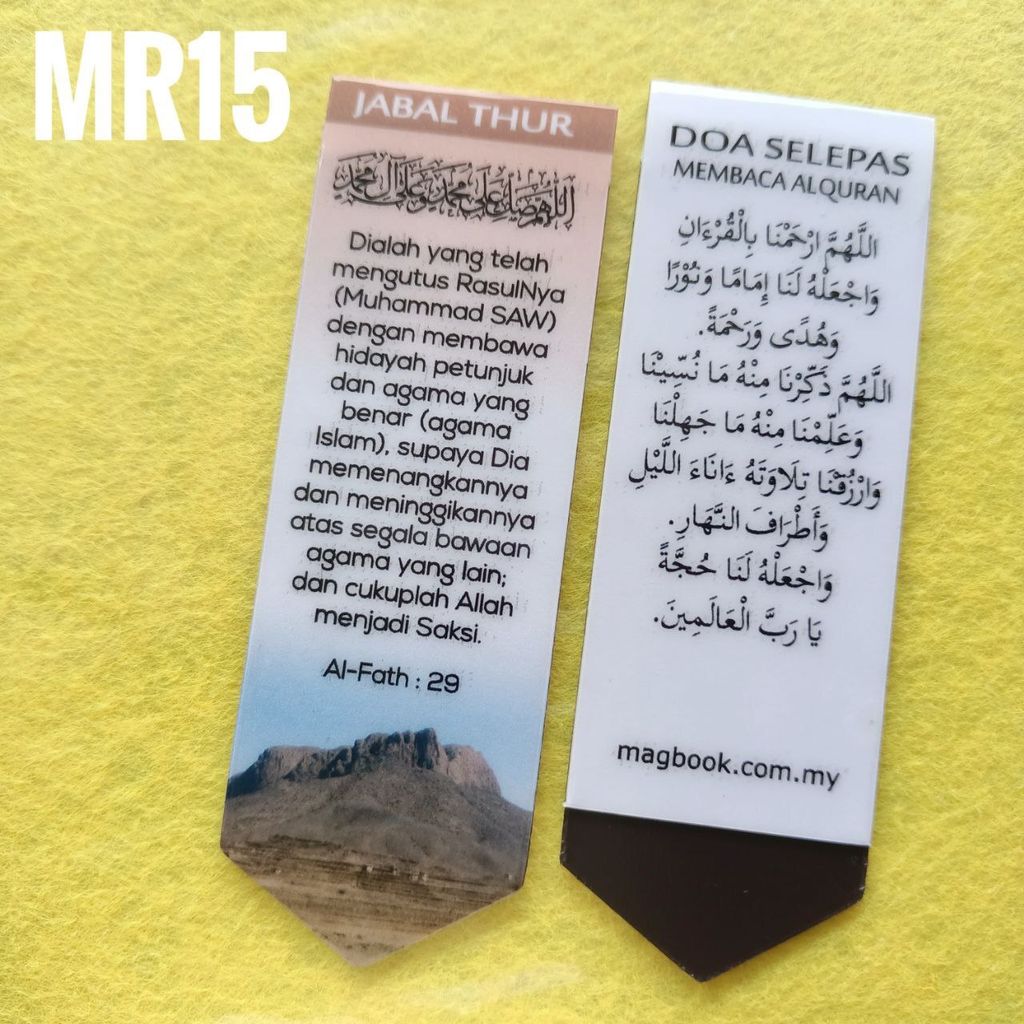 MR15
JABAL THUR
اللهم صل على محمد وعلى آل محمد
Dialah yang telah
mengutus RasulNya
(Muhammad SAW)
dengan membawa
hidayah petunjuk
dan agama yang
benar (agama
Islam), supaya Dia
memenangkannya
dan meninggikannya
atas segala bawaan
agama yang lain;
dan cukuplah Allah
menjadi Saksi.
Al-Fath : 29
DOA SELEPAS
MEMBACA ALQURAN
اللَّهُمَّ ارْحَمْنَا بِالْقُرْءَانِ
وَاجْعَلْهُ لَنَا إِمَامًا وَنُوْرًا
وَهُدًى وَرَحْمَةً.
اللَّهُمَّ ذَكِّرْنَا مِنْهُ مَا نُسِّيْنَا
وَعَلِّمْنَا مِنْهُ مَا جَهِلْنَا
وَارْزُقْنَا تِلَاوَتَهُ ءَانَاءَ اللَّيْلِ
وَأَطْرَافَ النَّهَارِ.
وَاجْعَلْهُ لَنَا حُجَّةً
يَا رَبَّ الْعَالَمِينَ.
magbook.com.my